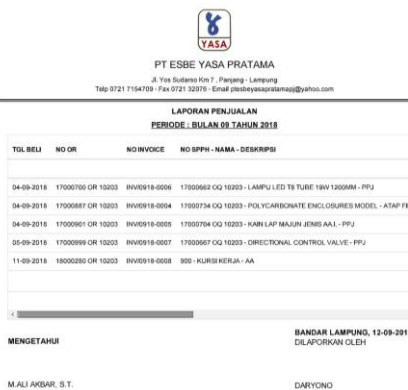 YASA
PT ESBE YASA PRATAMA
Jl. Yos Sudarso Km 7 , Panjang - Lampung
Telp 0721 7154709 - Fax 0721 32076 - Email ptesbeyasapratamapj@yahoo.com
LAPORAN PENJUALAN
PERIODE : BULAN 09 TAHUN 2018
TGL BELI NO OR NO INVOICE NO SPPH - NAMA - DESKRIPSI
04-09-2018 17000700 OR 10203 INV/0918-0006 17000662 OQ 10203 - LAMPU LED T8 TUBE 19W 1200MM - PPJ
04-09-2018 17000887 OR 10203 INV/0918-0004 17000734 OQ 10203 - POLYCARBONATE ENCLOSURES MODEL - ATAP
04-09-2018 17000901 OR 10203 INV/0918-0005 17000704 OQ 10203 - KAIN LAP MAJUN JENIS AA.I. - PPJ
05-09-2018 17000999 OR 10203 INV/0918-0007 17000667 OQ 10203 - DIRECTIONAL CONTROL VALVE - PPJ
11-09-2018 18000280 OR 10203 INV/0918-0008 900 - KURSI KERJA - AA
BANDAR LAMPUNG, 12-09-201
MENGETAHUI DILAPORKAN OLEH
M.ALI AKBAR, S.T. DARYONO